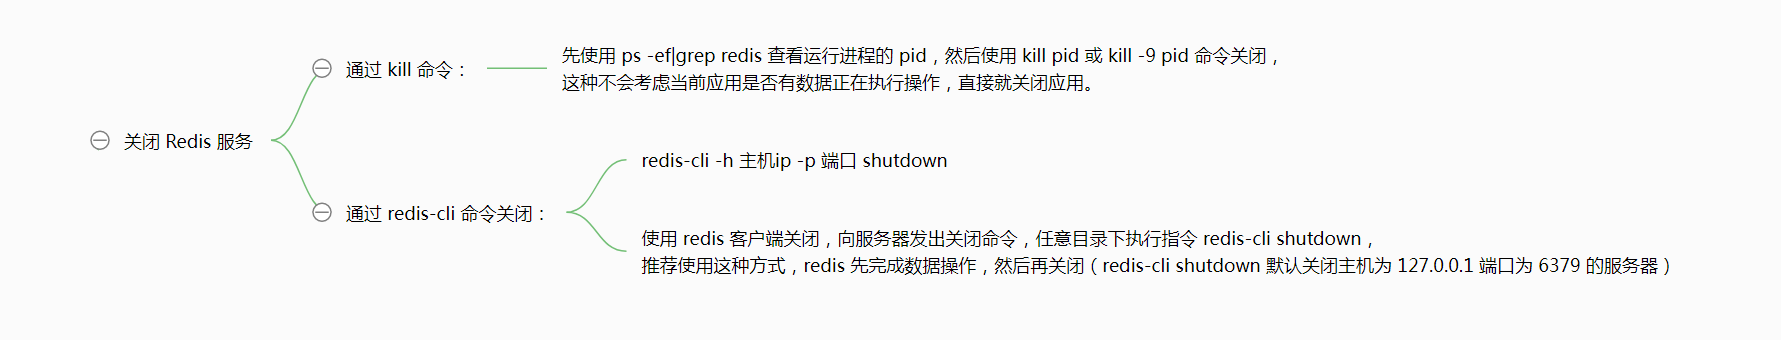 通过 kill 命令：
先使用 ps -ef|grep redis 查看运行进程的 pid，然后使用 kill pid 或 kill -9 pid 命令关闭，
这种不会考虑当前应用是否有数据正在执行操作，直接就关闭应用。
关闭 Redis 服务
redis-cli -h 主机ip -p 端口 shutdown
通过 redis-cli 命令关闭：
使用 redis 客户端关闭，向服务器发出关闭命令，任意目录下执行指令 redis-cli shutdown，
推荐使用这种方式，redis 先完成数据操作，然后再关闭（redis-cli shutdown 默认关闭主机为 127.0.0.1 端口为 6379 的服务器）